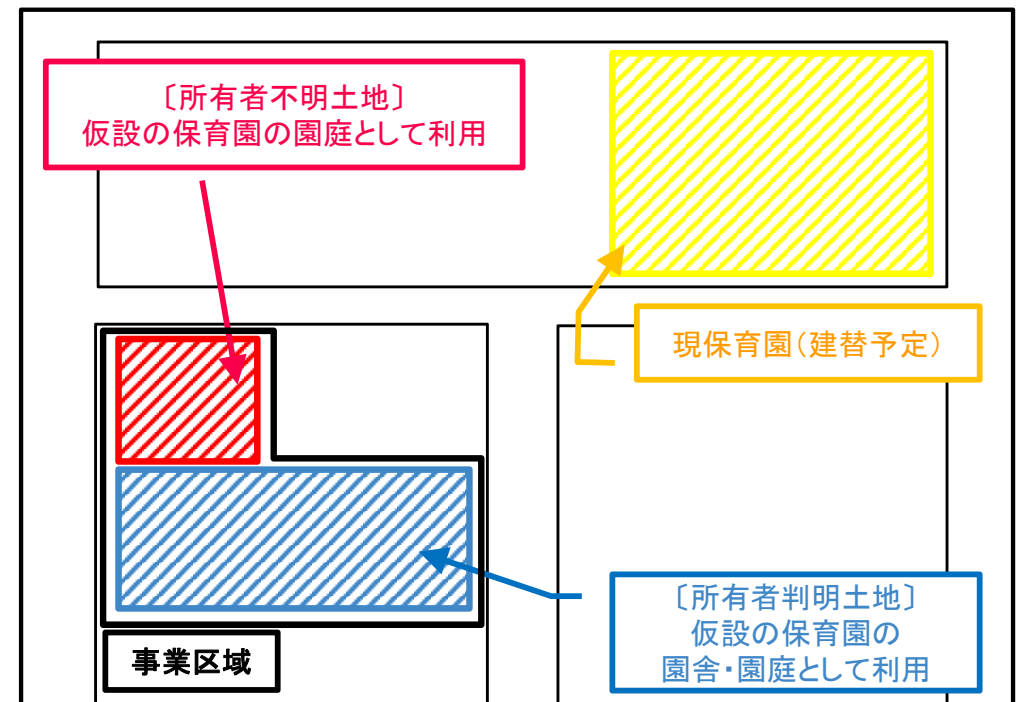 〔所有者不明土地〕
仮設の保育園の園庭として利用
現保育園(建替予定)
〔所有者判明土地〕
仮設の保育園の
園舎・園庭として利用
事業区域